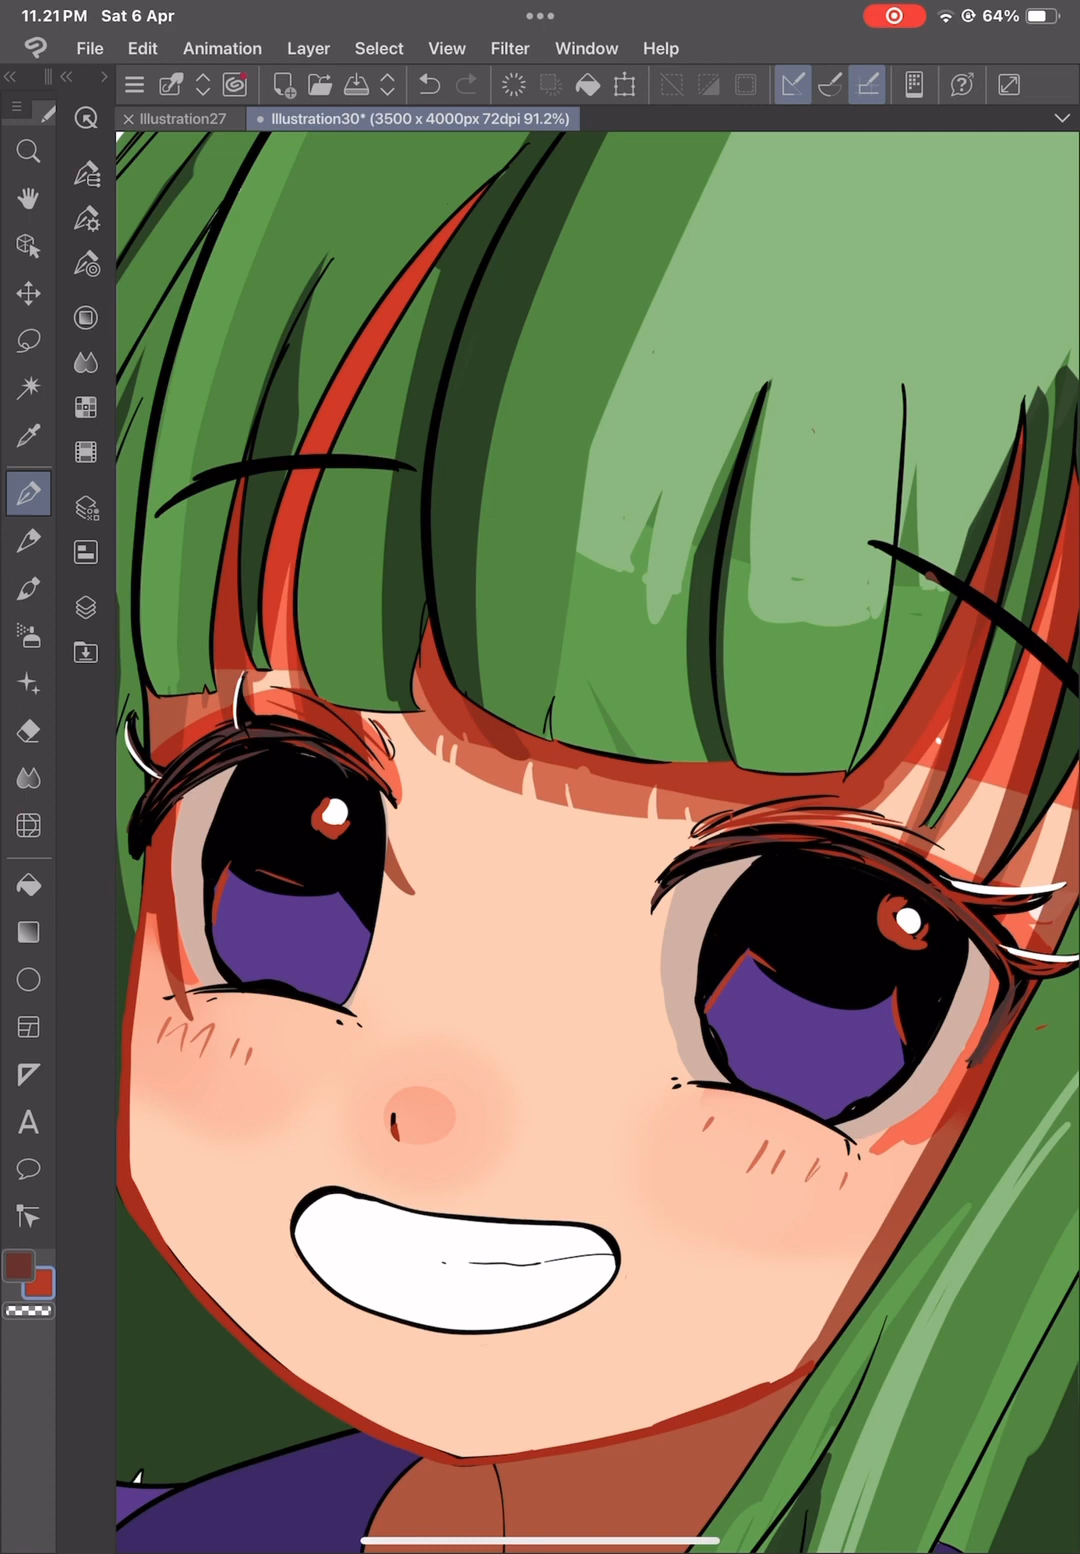 11.21 PM Sat 6 Apr 64%
File Edit Animation Layer Select View Filter Window Help
Illustration27 Illustration30* (3500 x 4000px 72dpi 91.2%)
A